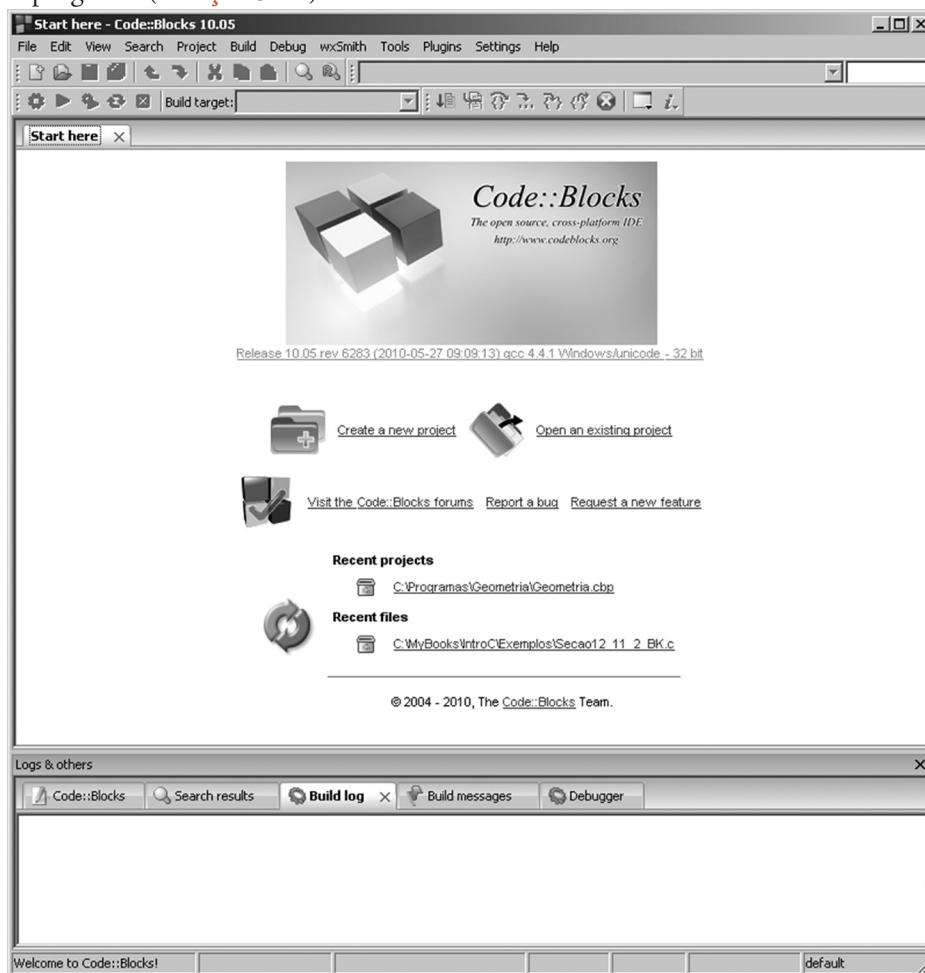 Start here - Code::Blocks 10.05
File Edit View Search Project Build Debug wxSmith Tools Plugins Settings Help
Build target:
Start here
Code::Blocks
The open source, cross-platform IDE
http://www.codeblocks.org
Release 10.05 rev 6283 (2010-05-27 09:09:13) gcc 4.4.1 Windows/unicode - 32 bit
Create a new project Open an existing project
Visit the Code::Blocks forums Report a bug Request a new feature
Recent projects
C:\Programas\Geometria\Geometria.cbp
Recent files
C:\MyBooks\IntroC\Exemplos\Secao12_11_2_BK.c
© 2004 - 2010, The Code::Blocks Team.
Logs & others
Code::Blocks Search results Build log Build messages Debugger
Welcome to Code::Blocks! default